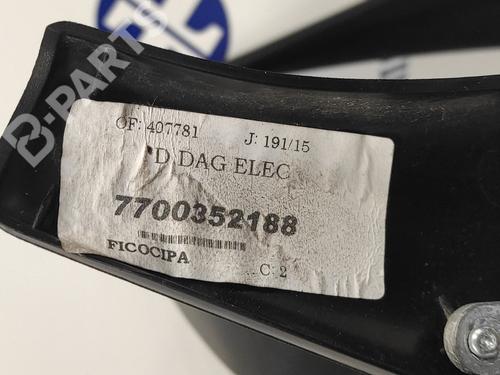 B-PARTS
OF: 407781 J: 191/15
D DAG ELEC
7700352188
FICOCIPA C: 2